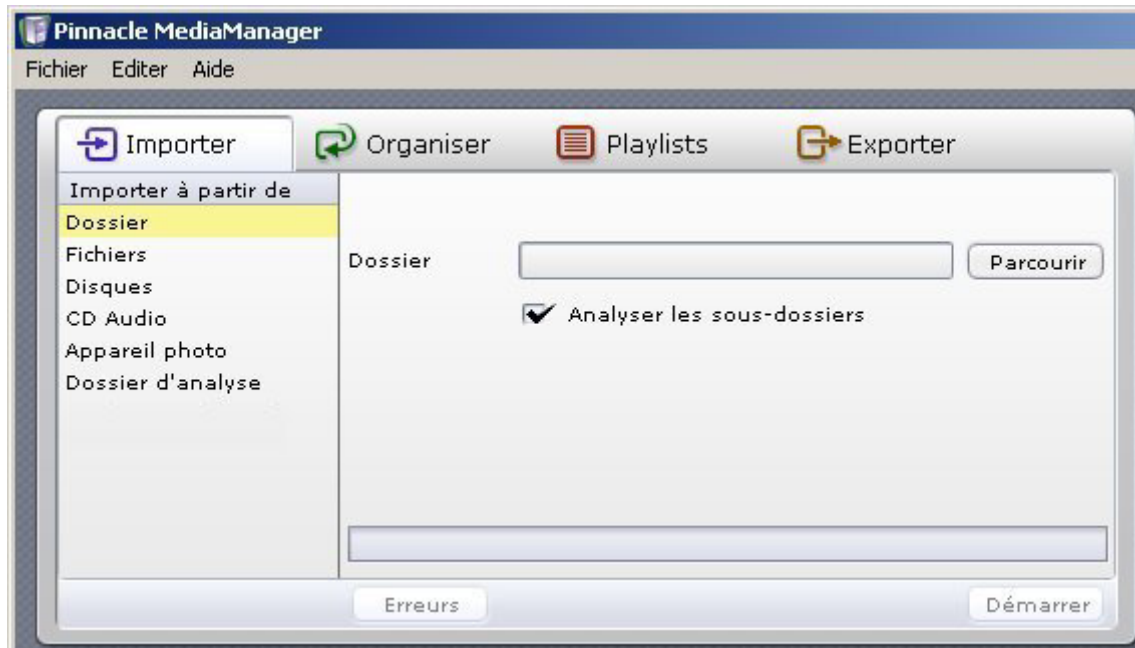 Pinnacle MediaManager
Fichier Editer Aide
Importer Organiser Playlists Exporter
Importer à partir de
Dossier
Fichiers
Disques
CD Audio
Appareil photo
Dossier d'analyse
Dossier Parcourir
Analyser les sous-dossiers
Erreurs Démarrer